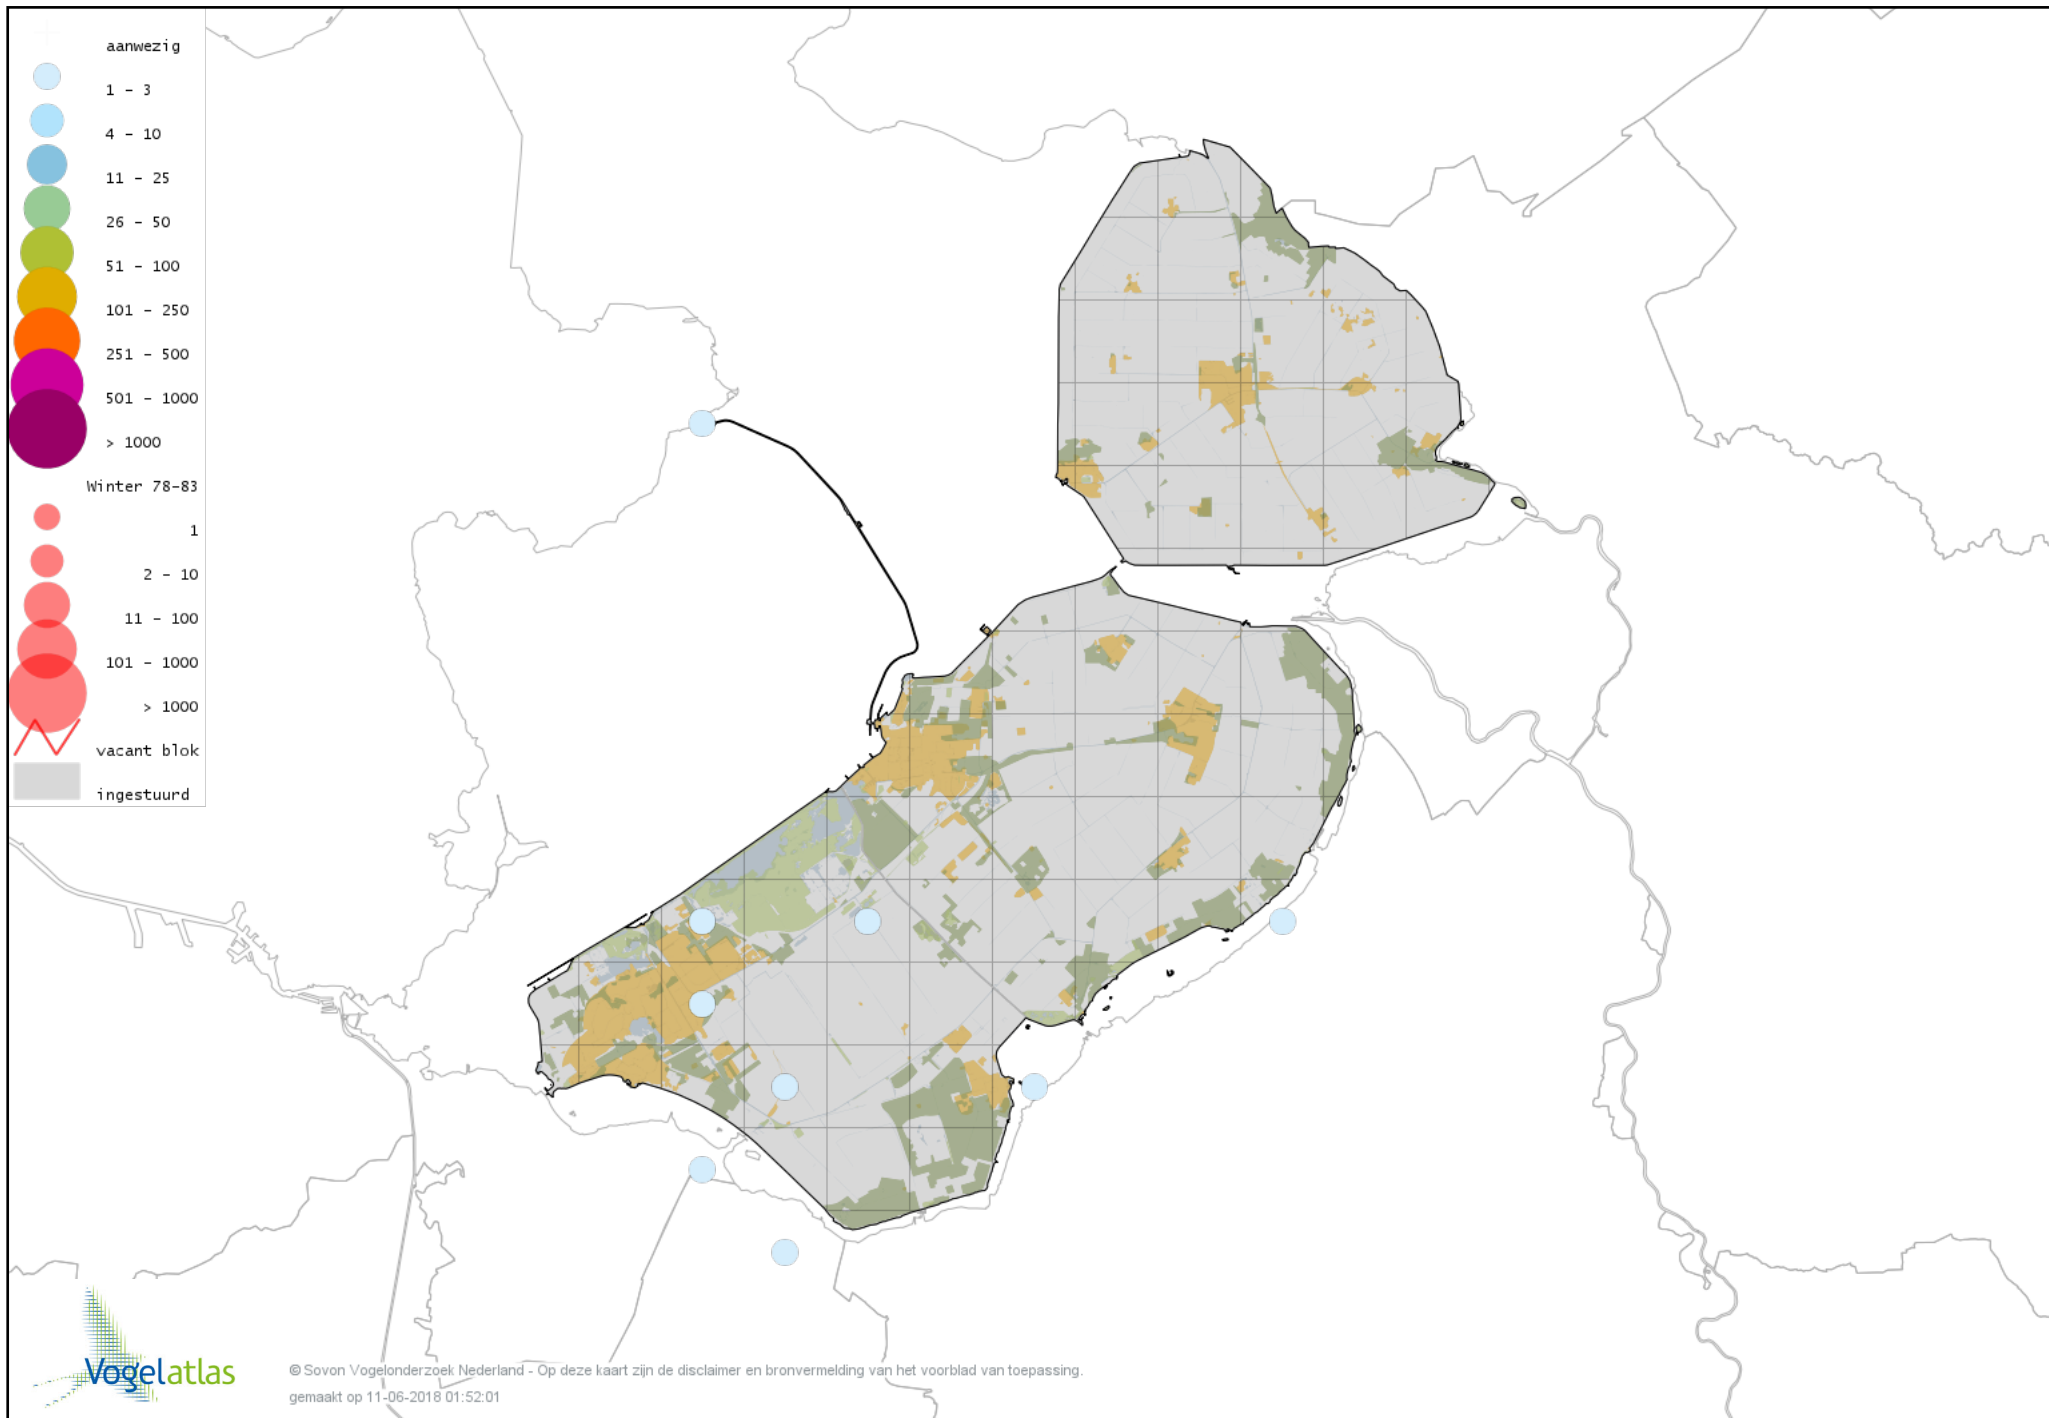 aanwezig
1 - 3
4 - 10
11 - 25
26 - 50
51 - 100
101 - 250
251 - 500
501 - 1000
> 1000
Winter 78-83
1
2 - 10
11 - 100
101 - 1000
> 1000
vacant blok
ingestuurd
Vogelatlas
© Sovon Vogelonderzoek Nederland - Op deze kaart zijn de disclaimer en bronvermelding van het voorblad van toepassing.
gemaakt op 11-06-2018 01:52:01